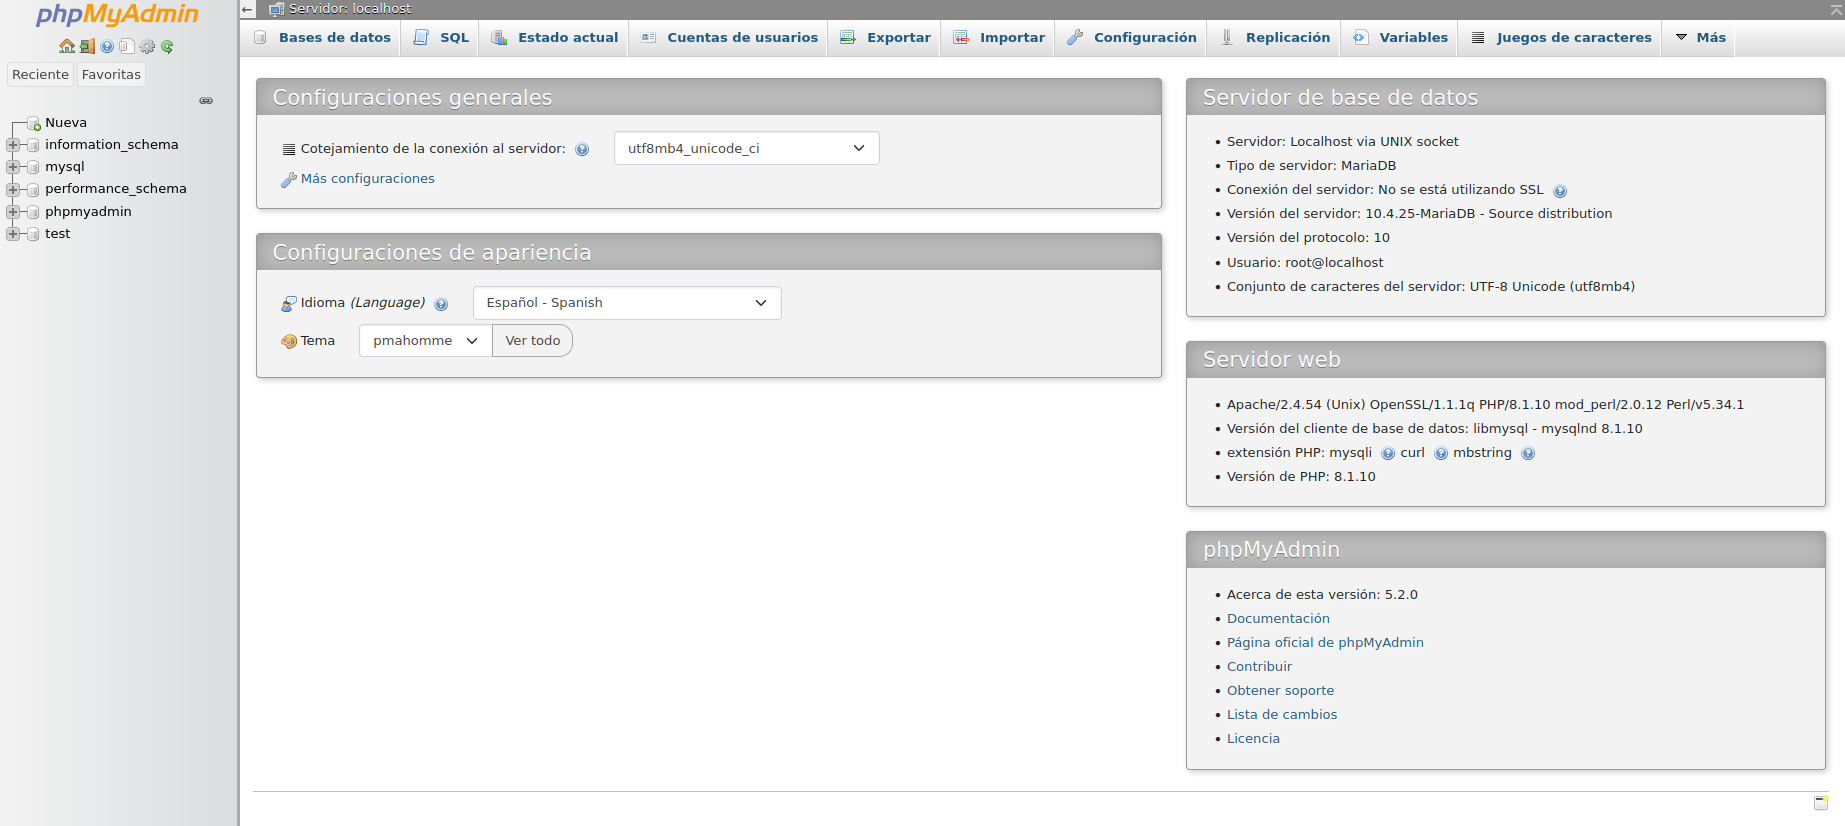 phpMyAdmin
Reciente Favoritas
Nueva
information_schema
mysql
performance_schema
phpmyadmin
test
Servidor: localhost
Bases de datos SQL Estado actual Cuentas de usuarios Exportar Importar Configuración Replicación Variables Juegos de caracteres Más
Configuraciones generales
Cotejamiento de la conexión al servidor: utf8mb4_unicode_ci
Más configuraciones
Configuraciones de apariencia
Idioma (Language) Español - Spanish
Tema pmahomme Ver todo
Servidor de base de datos
• Servidor: Localhost via UNIX socket
• Tipo de servidor: MariaDB
• Conexión del servidor: No se está utilizando SSL
• Versión del servidor: 10.4.25-MariaDB - Source distribution
• Versión del protocolo: 10
• Usuario: root@localhost
• Conjunto de caracteres del servidor: UTF-8 Unicode (utf8mb4)
Servidor web
• Apache/2.4.54 (Unix) OpenSSL/1.1.1q PHP/8.1.10 mod_perl/2.0.12 Perl/v5.34.1
• Versión del cliente de base de datos: libmysql - mysqlnd 8.1.10
• extensión PHP: mysqli curl mbstring
• Versión de PHP: 8.1.10
phpMyAdmin
• Acerca de esta versión: 5.2.0
• Documentación
• Página oficial de phpMyAdmin
• Contribuir
• Obtener soporte
• Lista de cambios
• Licencia